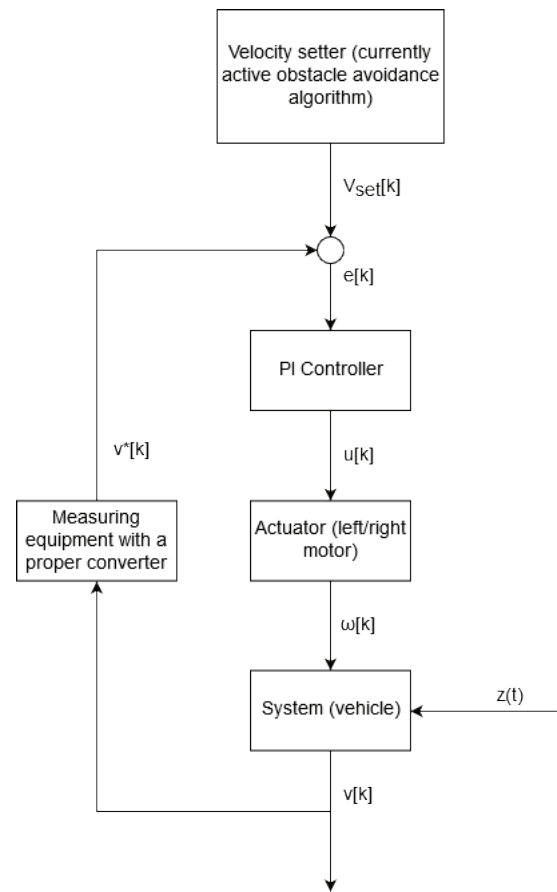 Velocity setter (currently
active obstacle avoidance
algorithm)
Vset[k]
e[k]
PI Controller
v*[k]
u[k]
Measuring
equipment with a
proper converter
Actuator (left/right
motor)
ω[k]
z(t)
System (vehicle)
v[k]